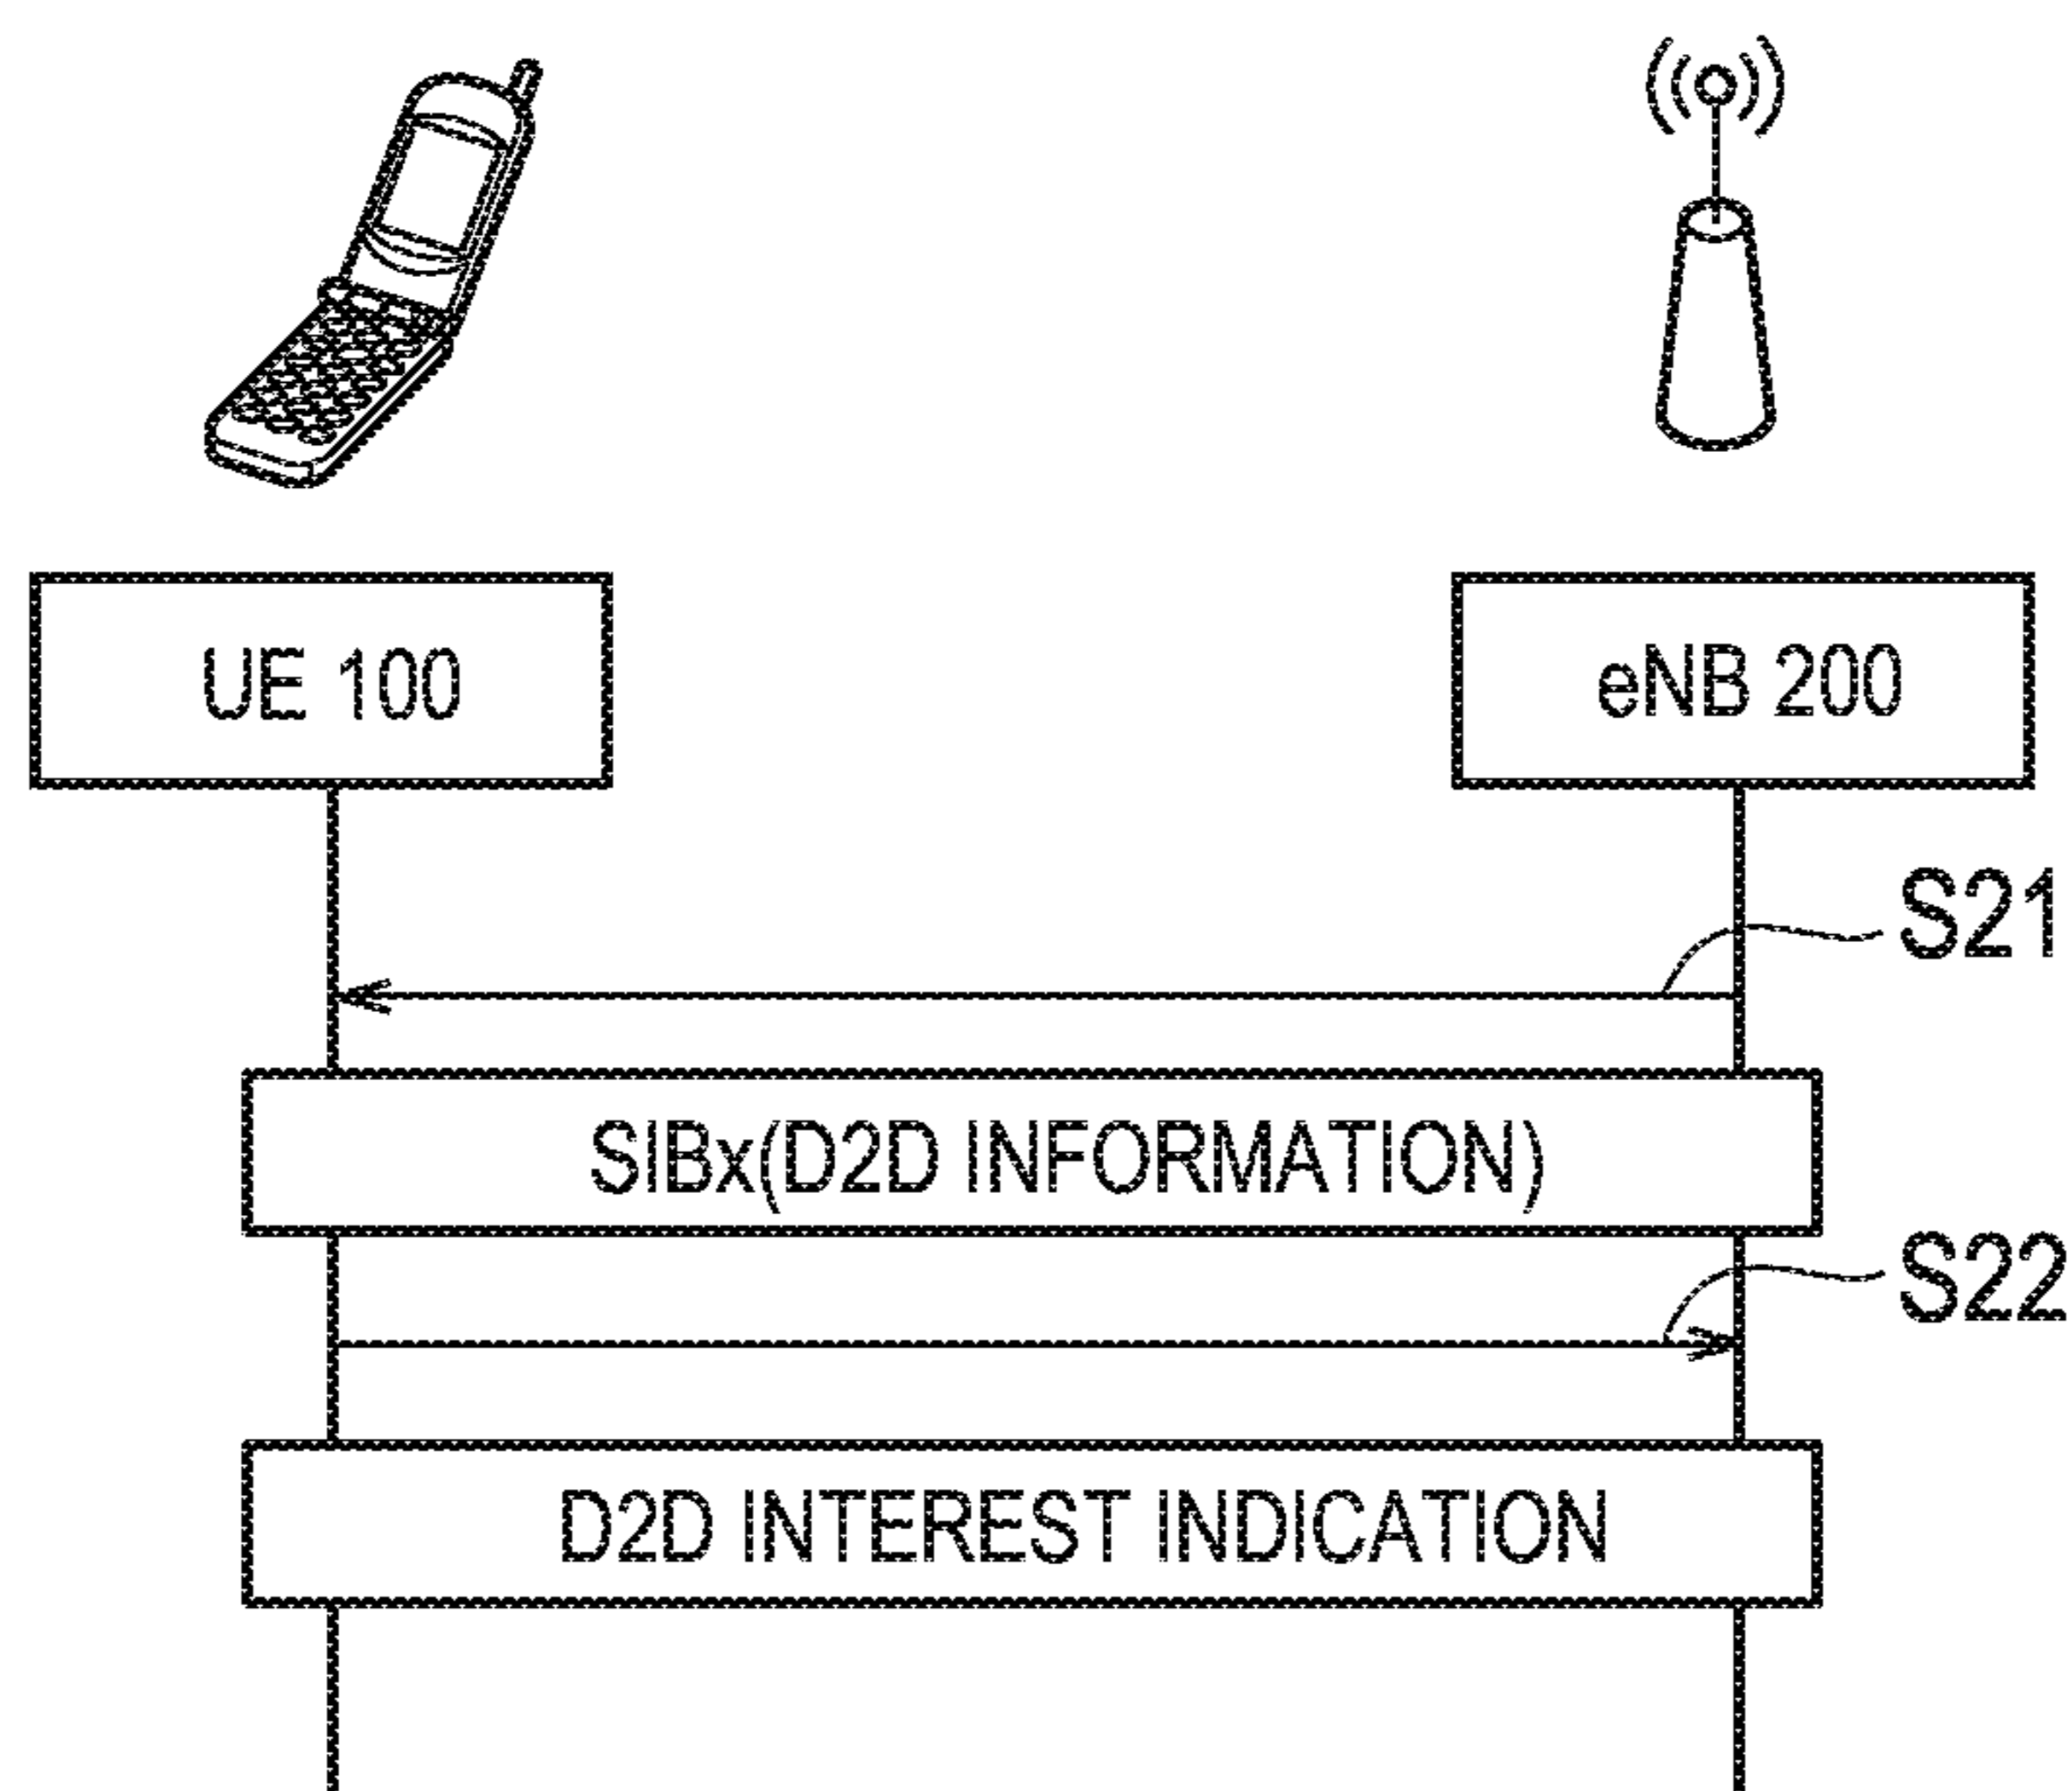 UE 100
eNB 200
S21
SIBx(D2D INFORMATION)
S22
D2D INTEREST INDICATION